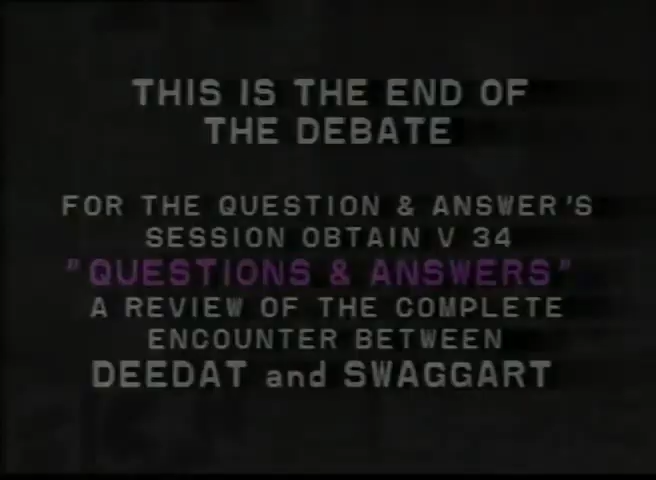 THIS IS THE END OF
THE DEBATE
FOR THE QUESTION & ANSWER'S
SESSION OBTAIN V 34
"QUESTIONS & ANSWERS"
A REVIEW OF THE COMPLETE
ENCOUNTER BETWEEN
DEEDAT and SWAGGART